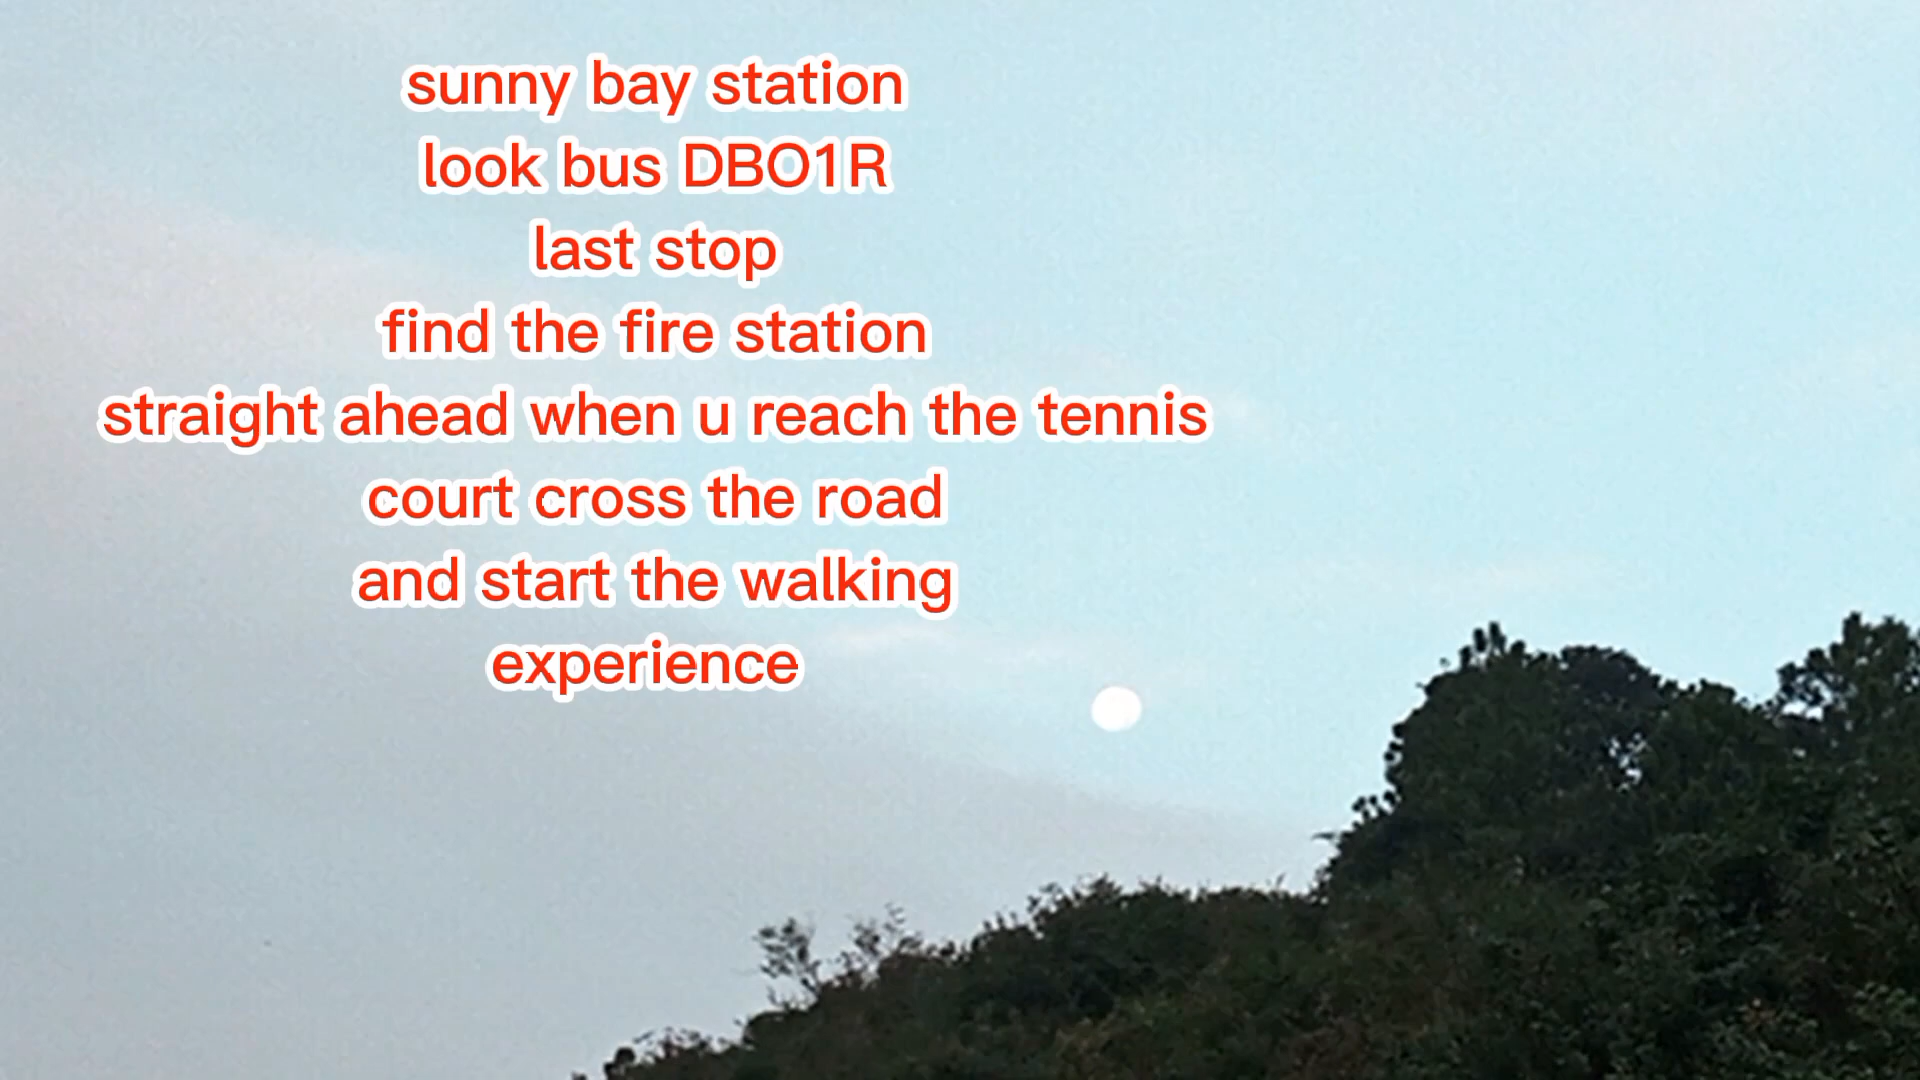 sunny bay station
look bus DBO1R
last stop
find the fire station
straight ahead when u reach the tennis
court cross the road
and start the walking
experience